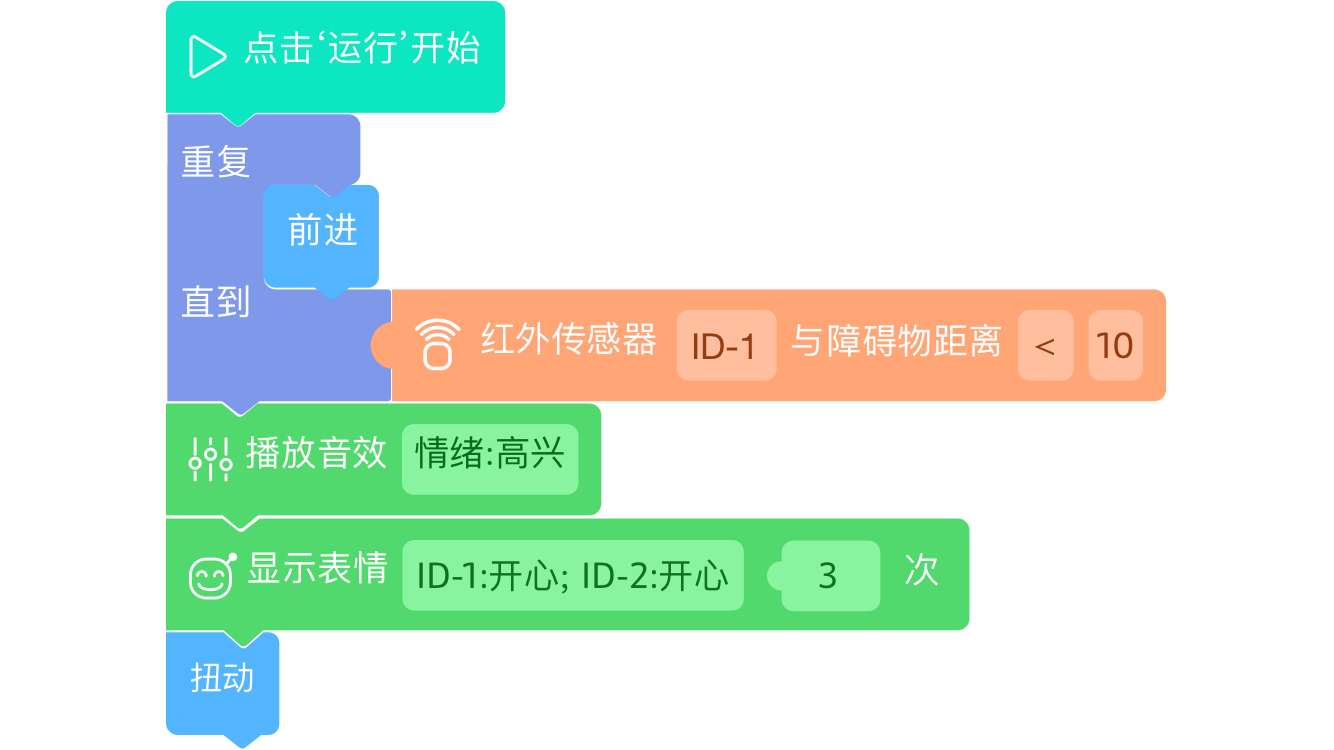 点击‘运行’开始
重复
前进
直到
红外传感器 ID-1 与障碍物距离 < 10
播放音效 情绪:高兴
显示表情 ID-1:开心; ID-2:开心 3 次
扭动